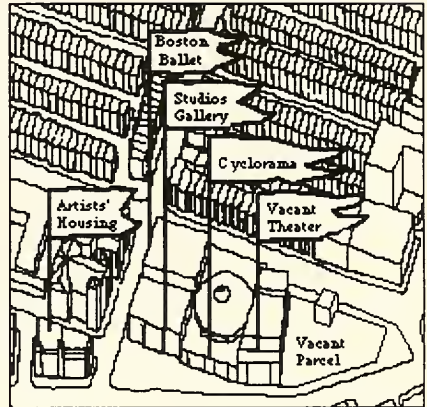 Boston
Ballet
Studios
Gallery
Cyclorama
Artists'
Housing
Vacant
Theater
Vacant
Parcel